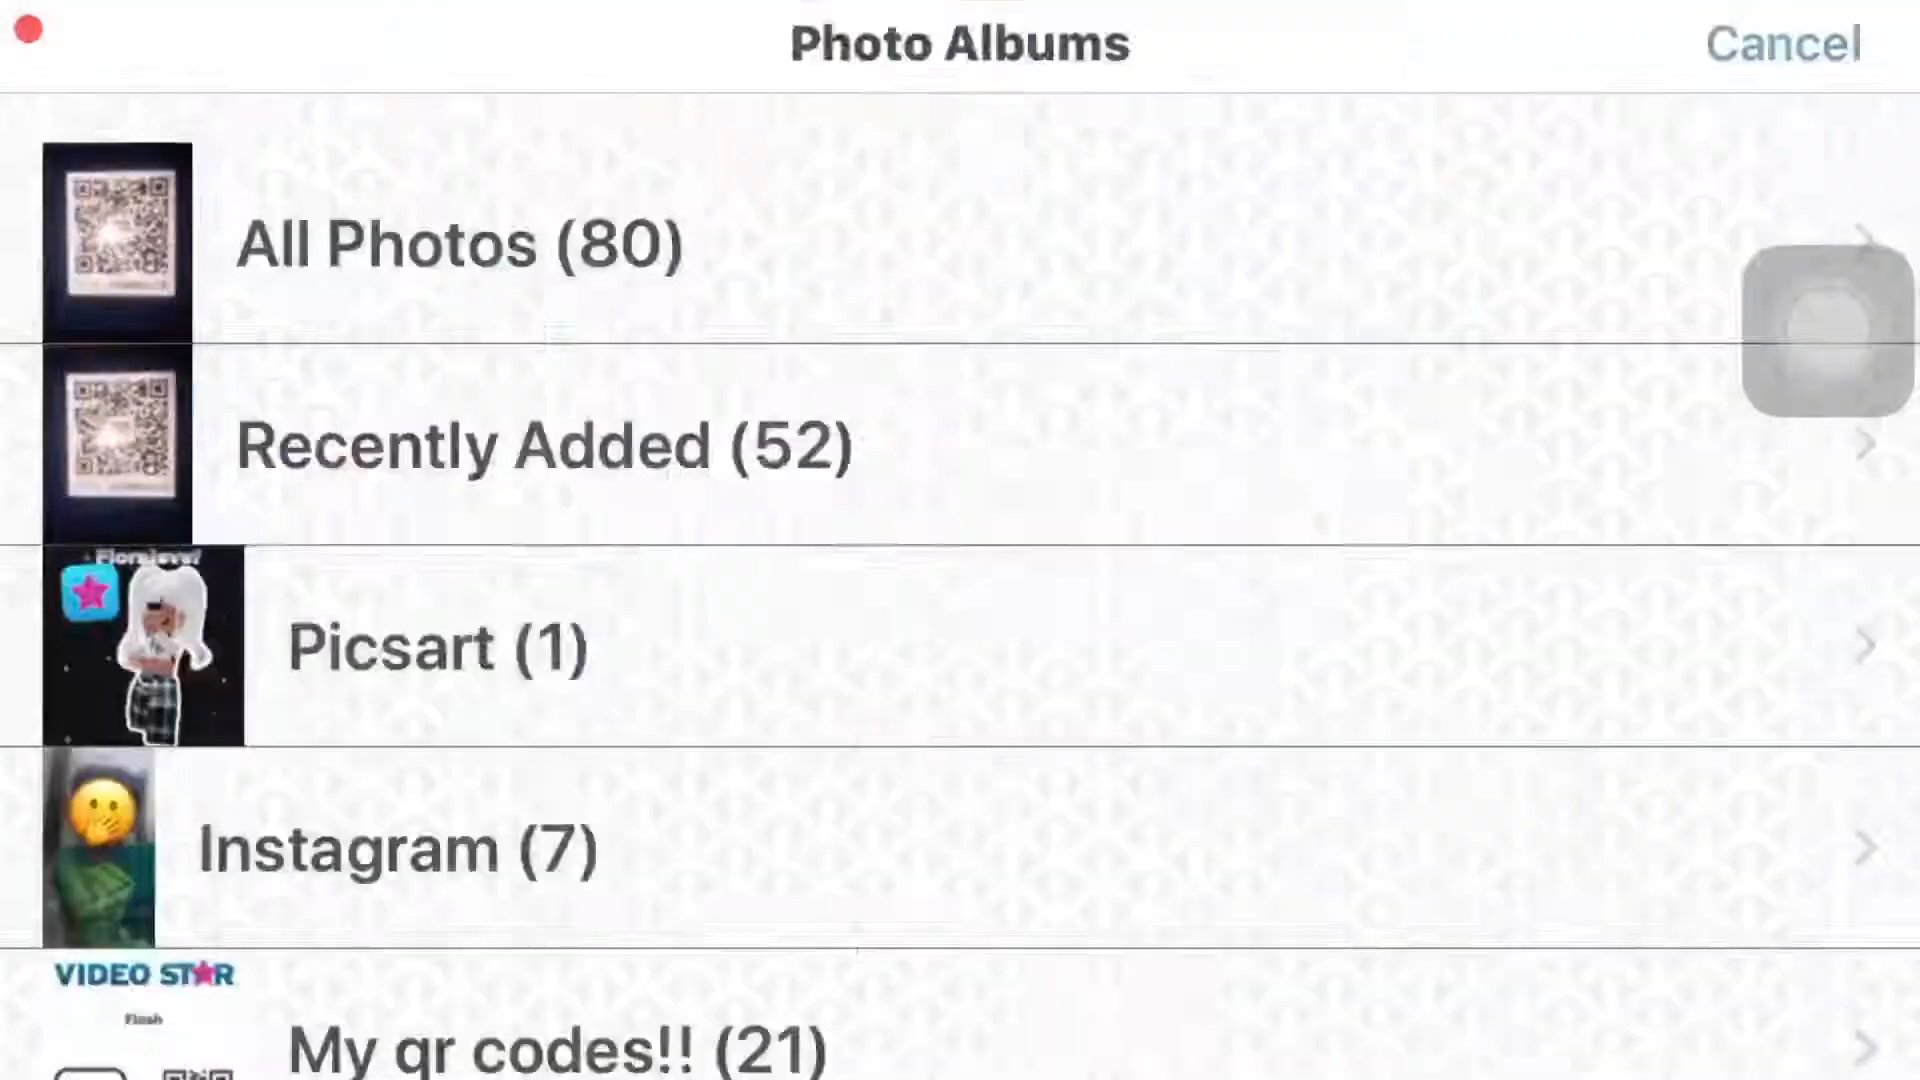 Photo Albums
Cancel
All Photos (80)
Recently Added (52)
Picsart (1)
Instagram (7)
VIDEO STAR
Flash
My qr codes!! (21)